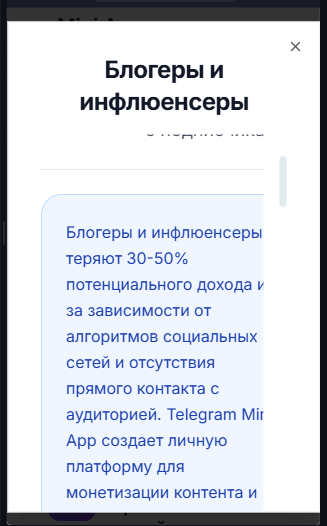 Блогеры и
инфлюенсеры
Блогеры и инфлюенсеры
теряют 30-50%
потенциального дохода и
за зависимости от
алгоритмов социальных
сетей и отсутствия
прямого контакта с
аудиторией. Telegram Mi
App создает личную
платформу для
монетизации контента и